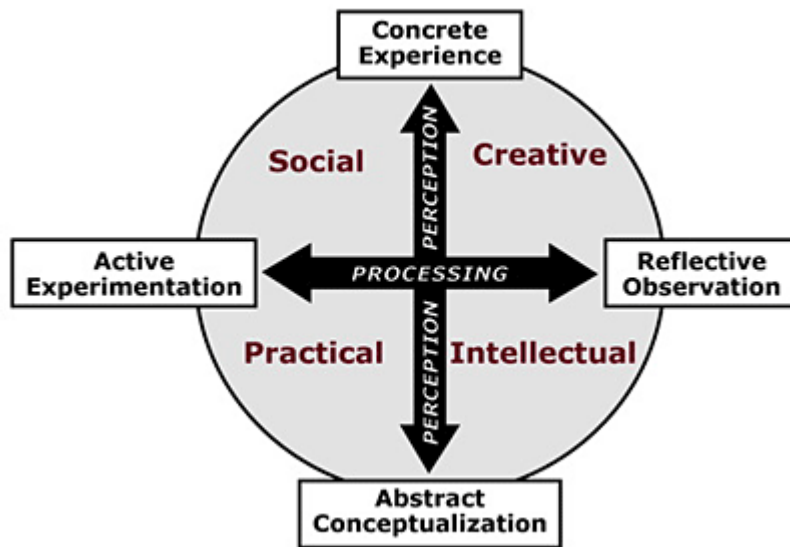 Concrete
Experience
Social
Creative
PERCEPTION
Active
Experimentation
PROCESSING
Reflective
Observation
Practical
Intellectual
PERCEPTION
Abstract
Conceptualization